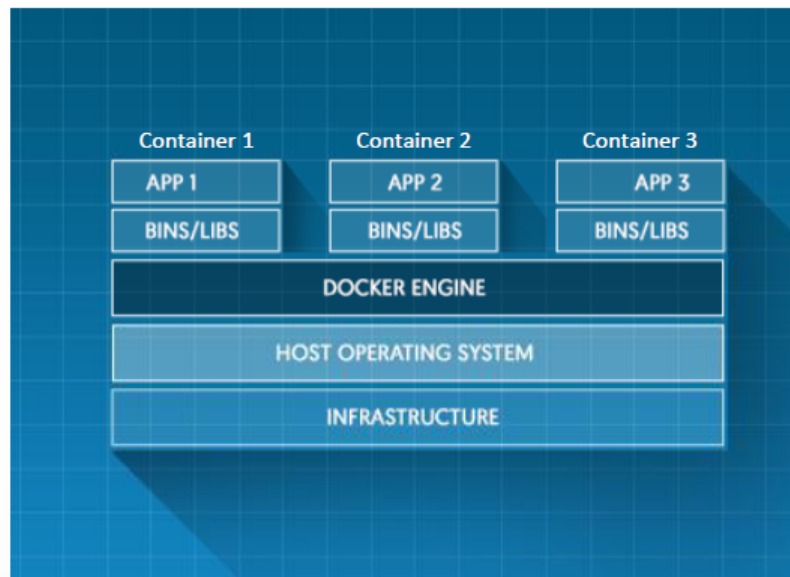 Container 1 Container 2 Container 3
APP 1 APP 2 APP 3
BINS/LIBS BINS/LIBS BINS/LIBS
DOCKER ENGINE
HOST OPERATING SYSTEM
INFRASTRUCTURE